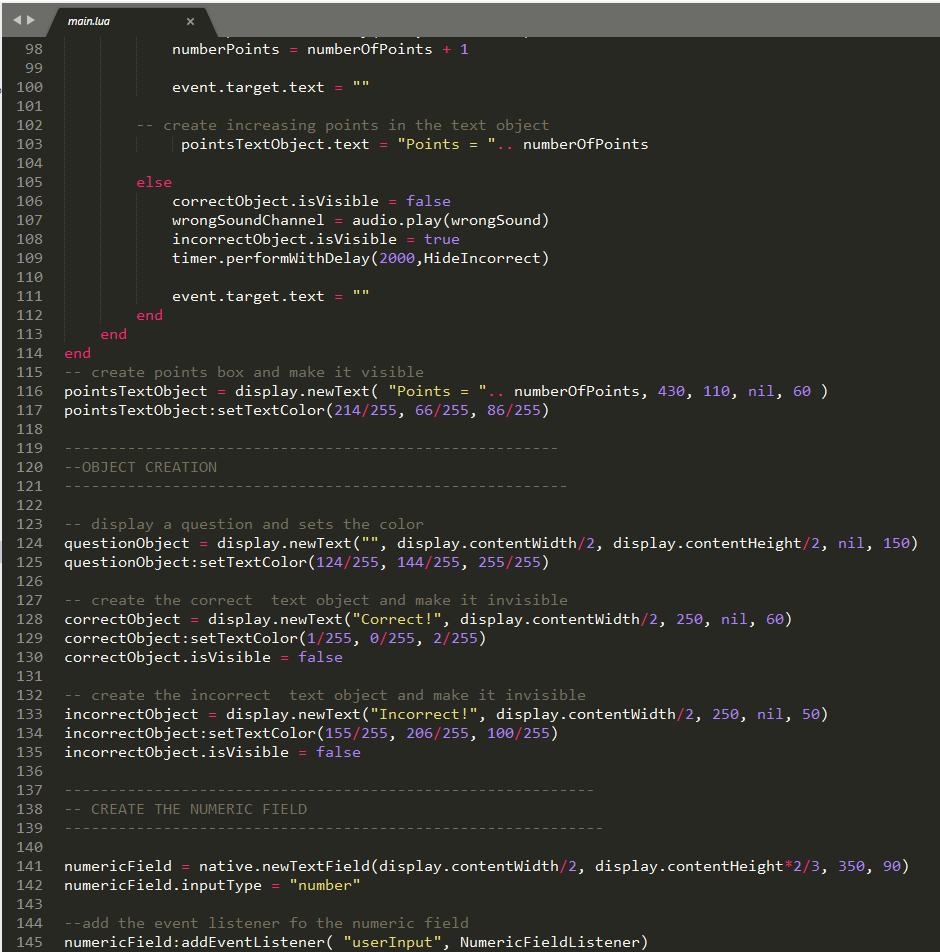 main.lua ×
98 numberPoints = numberOfPoints + 1
99
100 event.target.text = ""
101
102 -- create increasing points in the text object
103 pointsTextObject.text = "Points = ".. numberOfPoints
104
105 else
106 correctObject.isVisible = false
107 wrongSoundChannel = audio.play(wrongSound)
108 incorrectObject.isVisible = true
109 timer.performWithDelay(2000,HideIncorrect)
110
111 event.target.text = ""
112 end
113 end
114 end
115 -- create points box and make it visible
116 pointsTextObject = display.newText( "Points = ".. numberOfPoints, 430, 110, nil, 60 )
117 pointsTextObject:setTextColor(214/255, 66/255, 86/255)
118
119 -------------------------------------------------------
120 --OBJECT CREATION
121 --------------------------------------------------------
122
123 -- display a question and sets the color
124 questionObject = display.newText("", display.contentWidth/2, display.contentHeight/2, nil, 150)
125 questionObject:setTextColor(124/255, 144/255, 255/255)
126
127 -- create the correct  text object and make it invisible
128 correctObject = display.newText("Correct!", display.contentWidth/2, 250, nil, 60)
129 correctObject:setTextColor(1/255, 0/255, 2/255)
130 correctObject.isVisible = false
131
132 -- create the incorrect  text object and make it invisible
133 incorrectObject = display.newText("Incorrect!", display.contentWidth/2, 250, nil, 50)
134 incorrectObject:setTextColor(155/255, 206/255, 100/255)
135 incorrectObject.isVisible = false
136
137 -----------------------------------------------------------
138 -- CREATE THE NUMERIC FIELD
139 ------------------------------------------------------------
140
141 numericField = native.newTextField(display.contentWidth/2, display.contentHeight*2/3, 350, 90)
142 numericField.inputType = "number"
143
144 --add the event listener fo the numeric field
145 numericField:addEventListener( "userInput", NumericFieldListener)